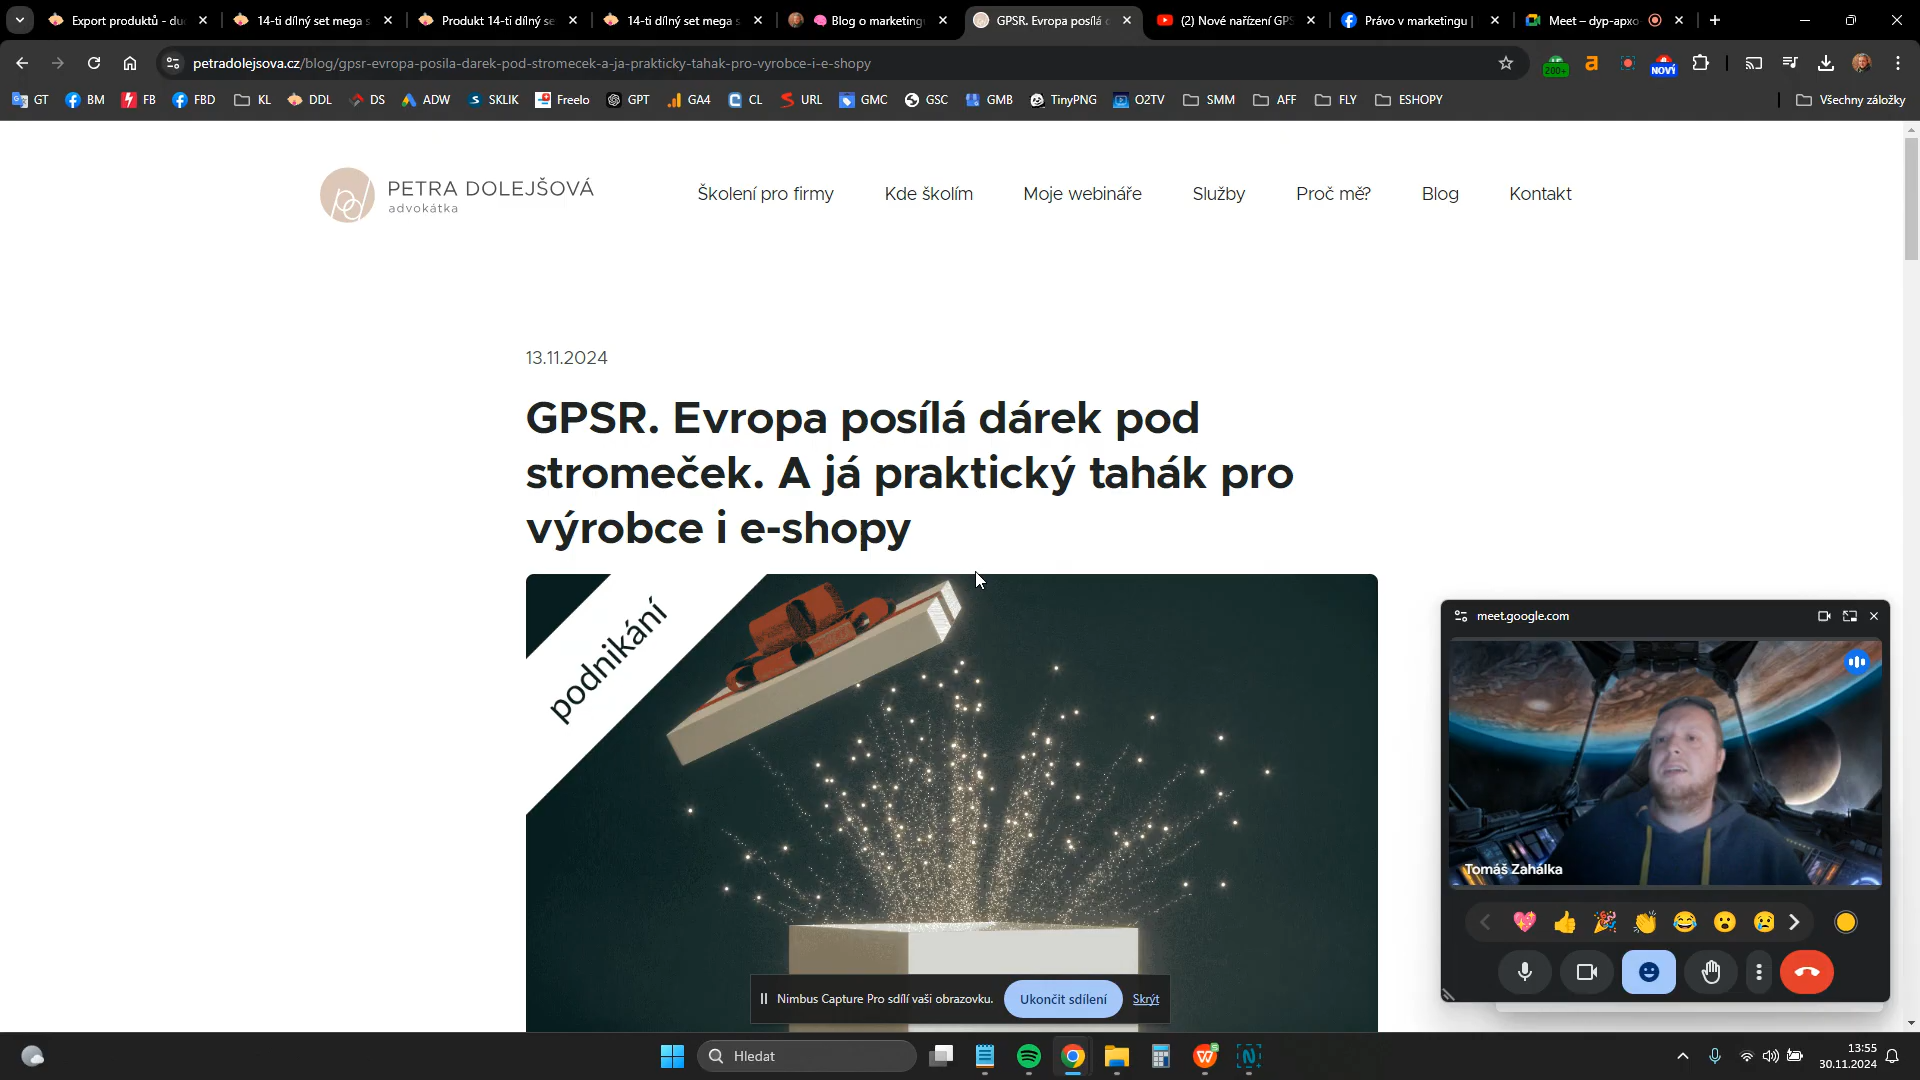 Export produktů - du
14-ti dílný set mega s
Produkt 14-ti dílný se
14-ti dílný set mega s
Blog o marketing
GPSR. Evropa posílá d
(2) Nové nařízení GPS
Právo v marketingu |
Meet – dyp-apxo
petradolejsova.cz/blog/gpsr-evropa-posila-darek-pod-stromecek-a-ja-prakticky-tahak-pro-vyrobce-i-e-shopy
200+
NOVÝ
GT
BM
FB
FBD
KL
DDL
DS
ADW
SKLIK
Freelo
GPT
GA4
CL
URL
GMC
GSC
GMB
TinyPNG
O2TV
SMM
AFF
FLY
ESHOPY
Všechny záložky
PETRA DOLEJŠOVÁ
advokátka
Školení pro firmy
Kde školím
Moje webináře
Služby
Proč mě?
Blog
Kontakt
13.11.2024
GPSR. Evropa posílá dárek pod
stromeček. A já praktický tahák pro
výrobce i e-shopy
podnikání
meet.google.com
Tomáš Zahálka
Nimbus Capture Pro sdílí vaši obrazovku.
Ukončit sdílení
Skrýt
Hledat
13:55
30.11.2024